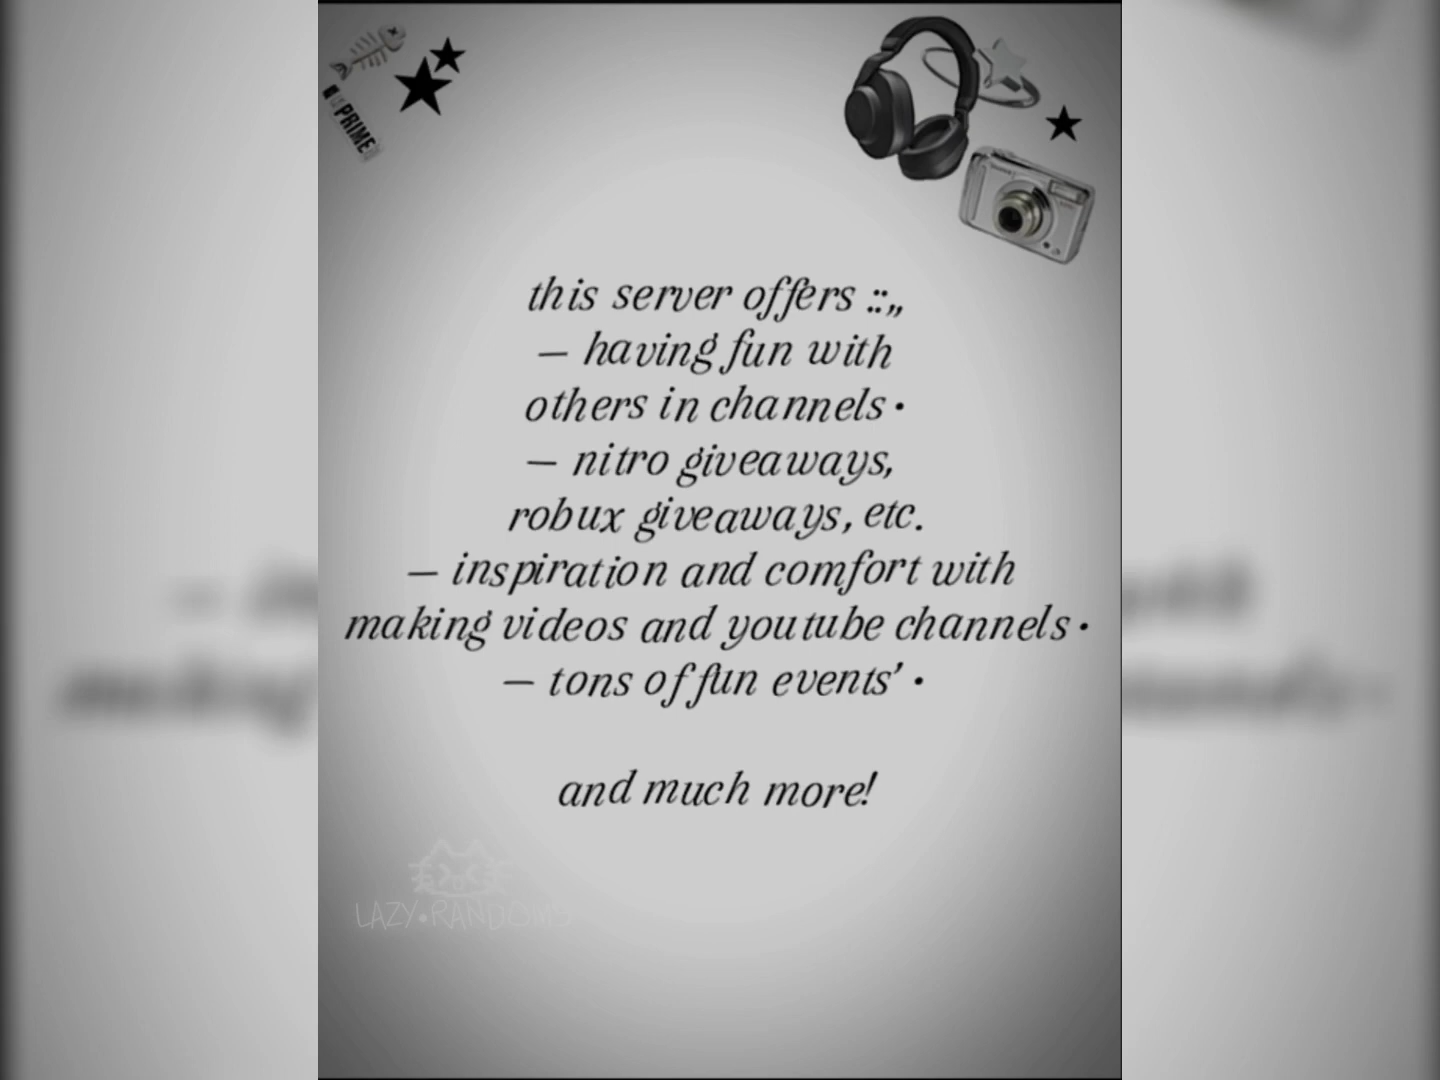 PRIME
this server offers ::,,
— having fun with
others in channels •
— nitro giveaways,
robux giveaways, etc.
— inspiration and comfort with
making videos and youtube channels •
— tons of fun events' •
and much more!
LAZY•RANDOMS